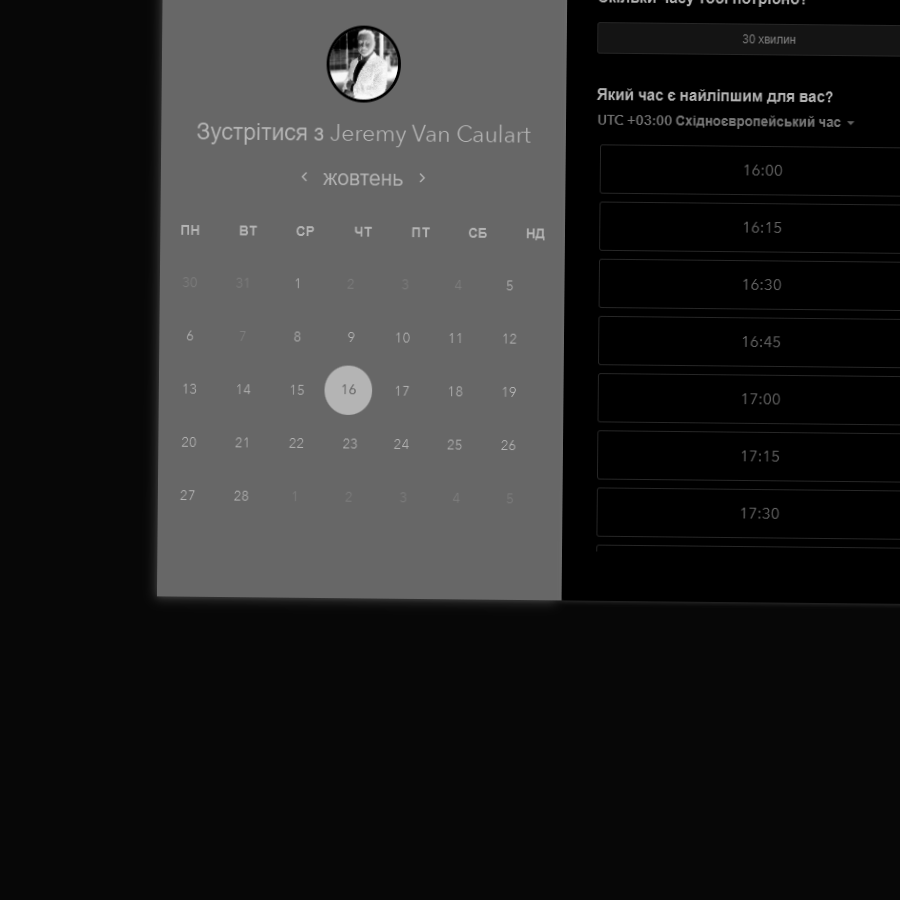 Зустрітися з Jeremy Van Caulart
жовтень
ПН ВТ СР ЧТ ПТ СБ НД
30 31 1 2 3 4 5
6 7 8 9 10 11 12
13 14 15 16 17 18 19
20 21 22 23 24 25 26
27 28 1 2 3 4 5
Скільки часу тобі потрібно?
30 хвилин
Який час є найліпшим для вас?
UTC +03:00 Східноєвропейський час
16:00
16:15
16:30
16:45
17:00
17:15
17:30